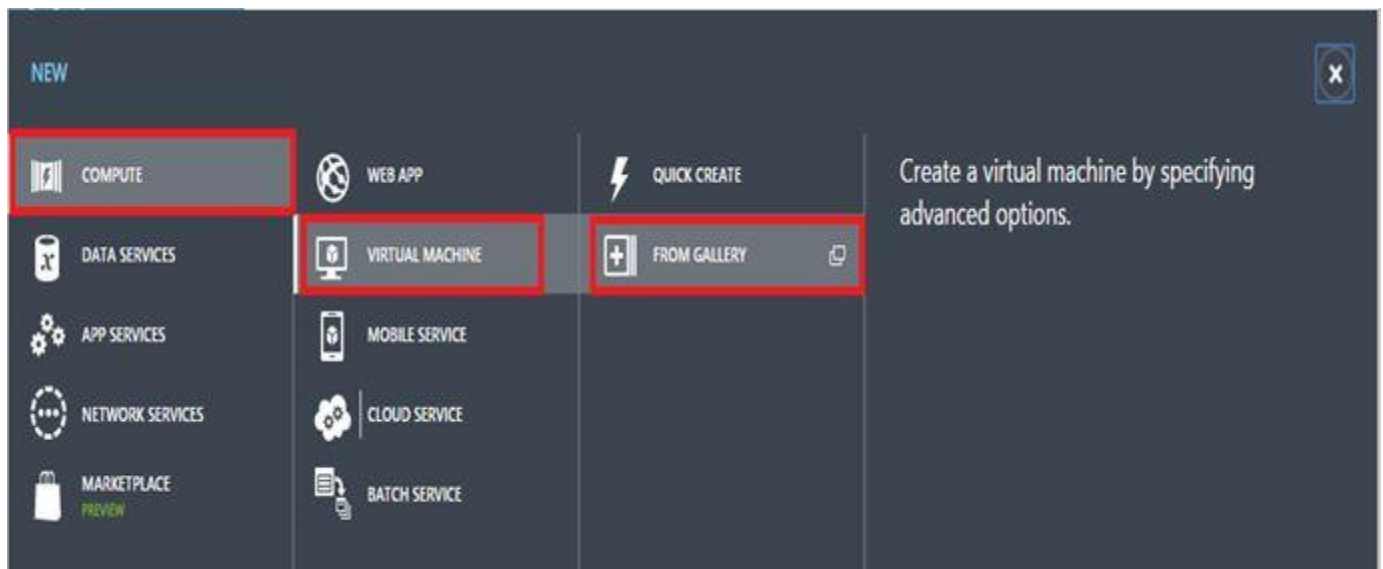 NEW
COMPUTE
DATA SERVICES
APP SERVICES
NETWORK SERVICES
MARKETPLACE
PREVIEW
WEB APP
VIRTUAL MACHINE
MOBILE SERVICE
CLOUD SERVICE
BATCH SERVICE
QUICK CREATE
FROM GALLERY
Create a virtual machine by specifying
advanced options.